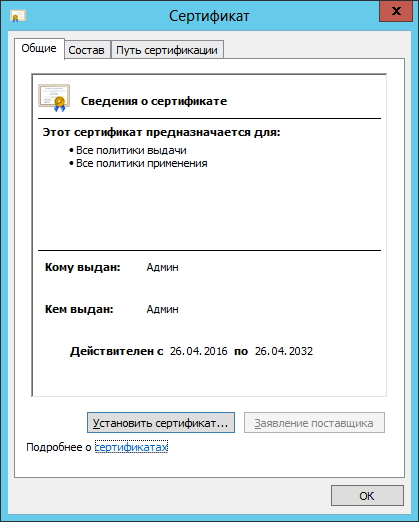 Сертификат
x
Общие Состав Путь сертификации
Сведения о сертификате
Этот сертификат предназначается для:
• Все политики выдачи
• Все политики применения
Кому выдан: Админ
Кем выдан: Админ
Действителен с 26.04.2016 по 26.04.2032
Установить сертификат... Заявление поставщика
Подробнее о сертификатах
ОК